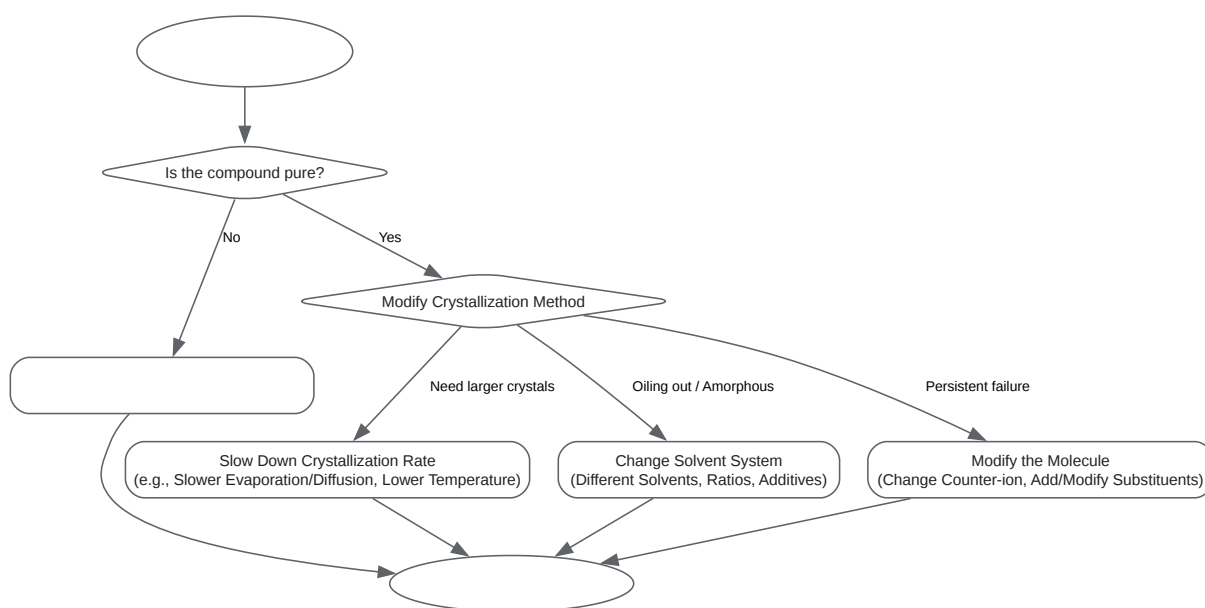 Is the compound pure?
No
Yes
Modify Crystallization Method
Need larger crystals
Oiling out / Amorphous
Persistent failure
Slow Down Crystallization Rate
(e.g., Slower Evaporation/Diffusion, Lower Temperature)
Change Solvent System
(Different Solvents, Ratios, Additives)
Modify the Molecule
(Change Counter-ion, Add/Modify Substituents)